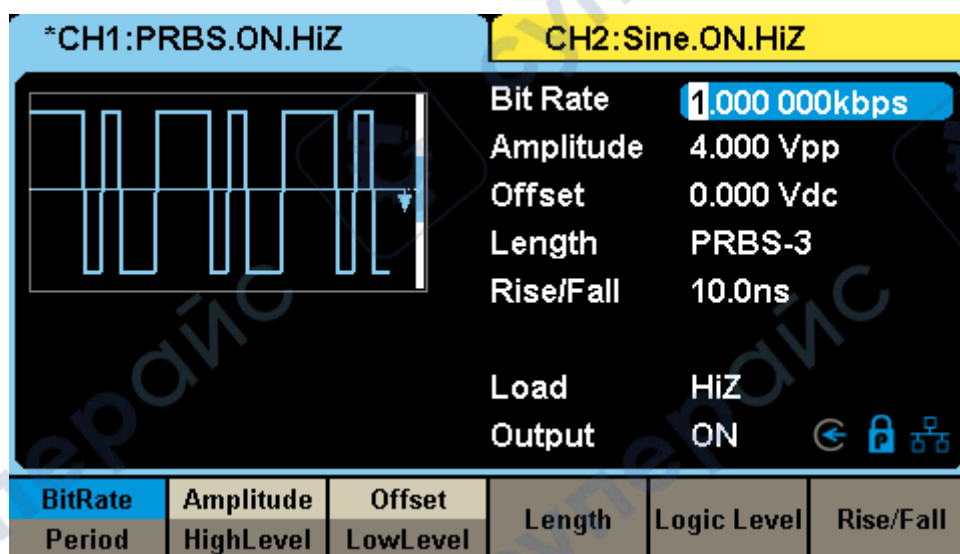 *CH1:PRBS.ON.HiZ
CH2:Sine.ON.HiZ
Bit Rate 1.000 000kbps
Amplitude 4.000 Vpp
Offset 0.000 Vdc
Length PRBS-3
Rise/Fall 10.0ns
Load HiZ
Output ON
BitRate
Period
Amplitude
HighLevel
Offset
LowLevel
Length
Logic Level
Rise/Fall